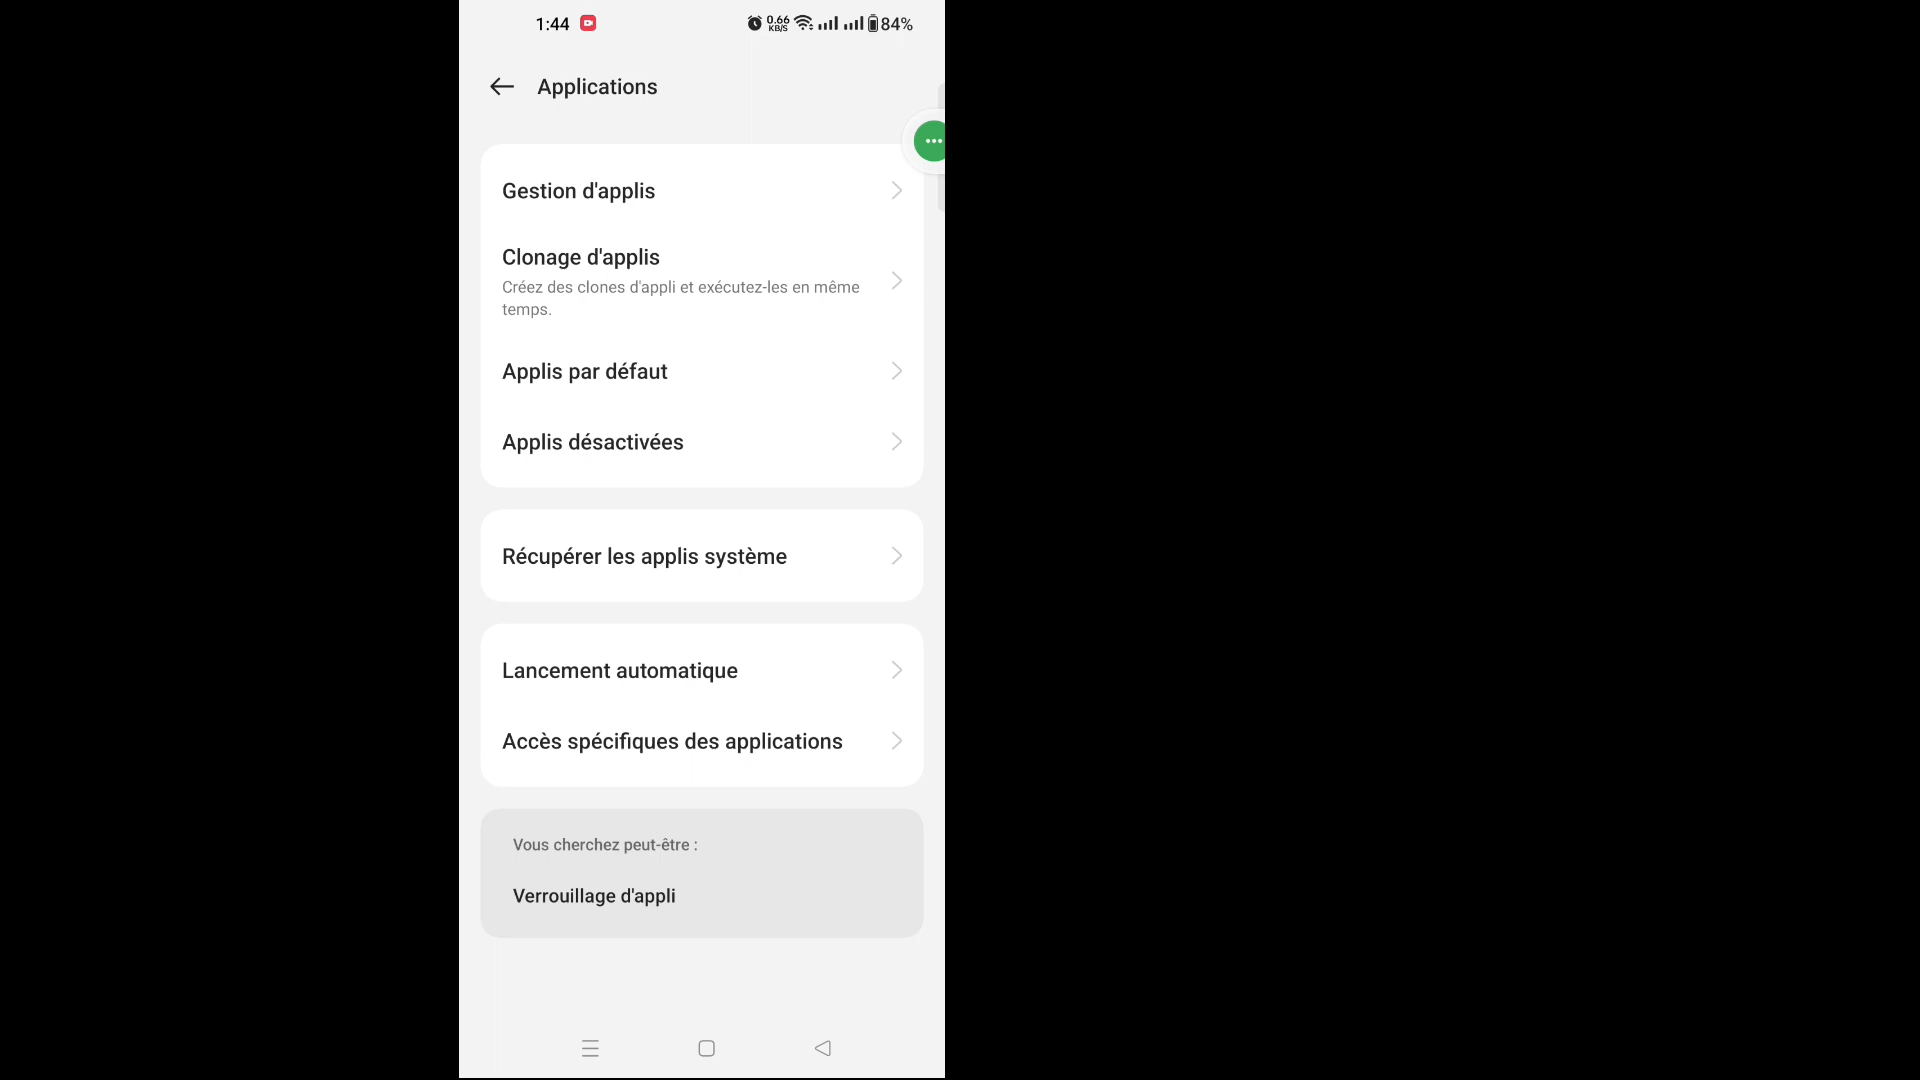 1:44 0.66 KB/S 84%
Applications
Gestion d'applis
Clonage d'applis
Créez des clones d'appli et exécutez-les en même
temps.
Applis par défaut
Applis désactivées
Récupérer les applis système
Lancement automatique
Accès spécifiques des applications
Vous cherchez peut-être :
Verrouillage d'appli